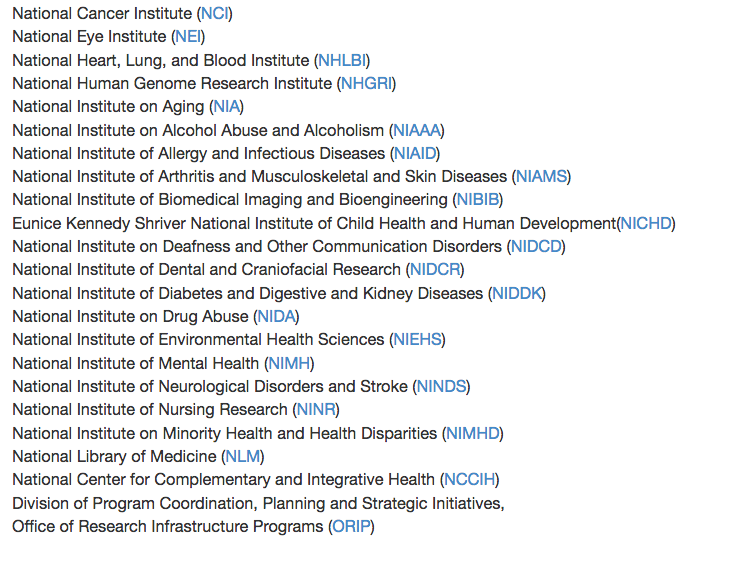 National Cancer Institute (NCI)
National Eye Institute (NEI)
National Heart, Lung, and Blood Institute (NHLBI)
National Human Genome Research Institute (NHGRI)
National Institute on Aging (NIA)
National Institute on Alcohol Abuse and Alcoholism (NIAAA)
National Institute of Allergy and Infectious Diseases (NIAID)
National Institute of Arthritis and Musculoskeletal and Skin Diseases (NIAMS)
National Institute of Biomedical Imaging and Bioengineering (NIBIB)
Eunice Kennedy Shriver National Institute of Child Health and Human Development(NICHD)
National Institute on Deafness and Other Communication Disorders (NIDCD)
National Institute of Dental and Craniofacial Research (NIDCR)
National Institute of Diabetes and Digestive and Kidney Diseases (NIDDK)
National Institute on Drug Abuse (NIDA)
National Institute of Environmental Health Sciences (NIEHS)
National Institute of Mental Health (NIMH)
National Institute of Neurological Disorders and Stroke (NINDS)
National Institute of Nursing Research (NINR)
National Institute on Minority Health and Health Disparities (NIMHD)
National Library of Medicine (NLM)
National Center for Complementary and Integrative Health (NCCIH)
Division of Program Coordination, Planning and Strategic Initiatives,
Office of Research Infrastructure Programs (ORIP)